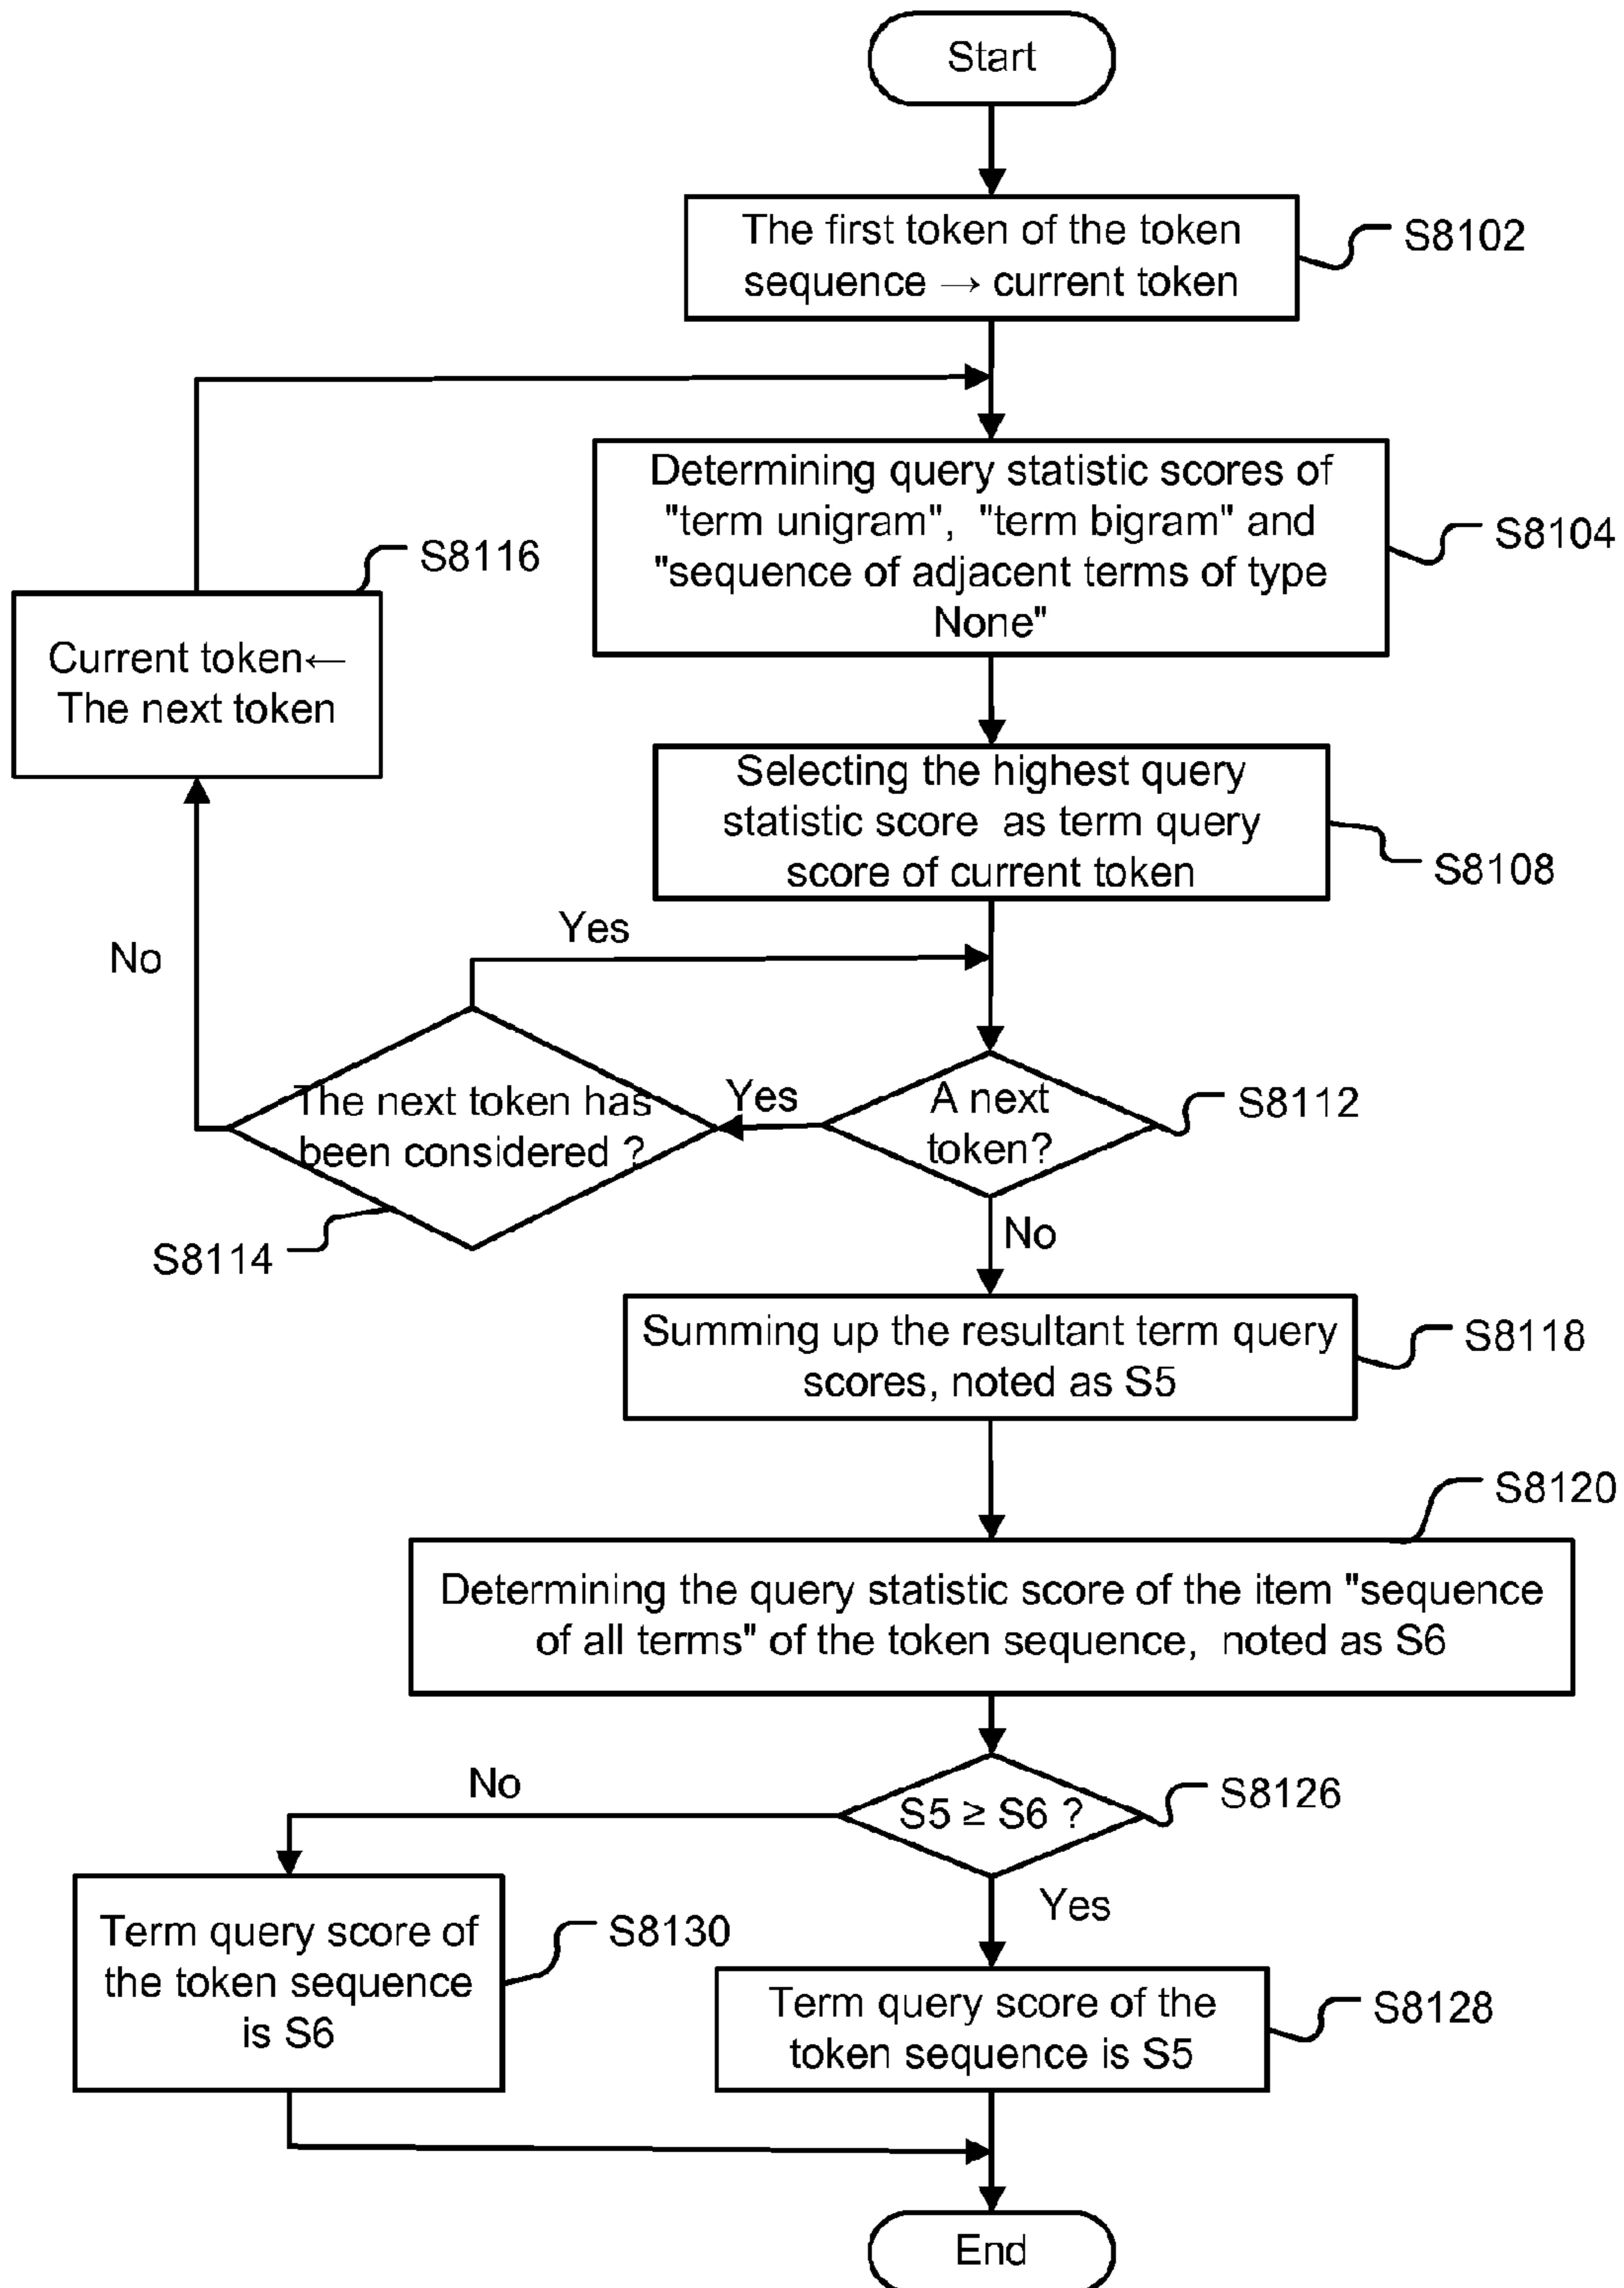 Start
The first token of the token
sequence → current token
S8102
Determining query statistic scores of
"term unigram", "term bigram" and
"sequence of adjacent terms of type
None"
S8104
S8116
Current token←
The next token
Selecting the highest query
statistic score as term query
score of current token
S8108
Yes
No
The next token has
been considered ?
S8114
Yes
A next
token?
S8112
No
Summing up the resultant term query
scores, noted as S5
S8118
S8120
Determining the query statistic score of the item "sequence
of all terms" of the token sequence, noted as S6
No
S5 ≥ S6 ?
S8126
Yes
Term query score of
the token sequence
is S6
S8130
Term query score of the
token sequence is S5
S8128
End